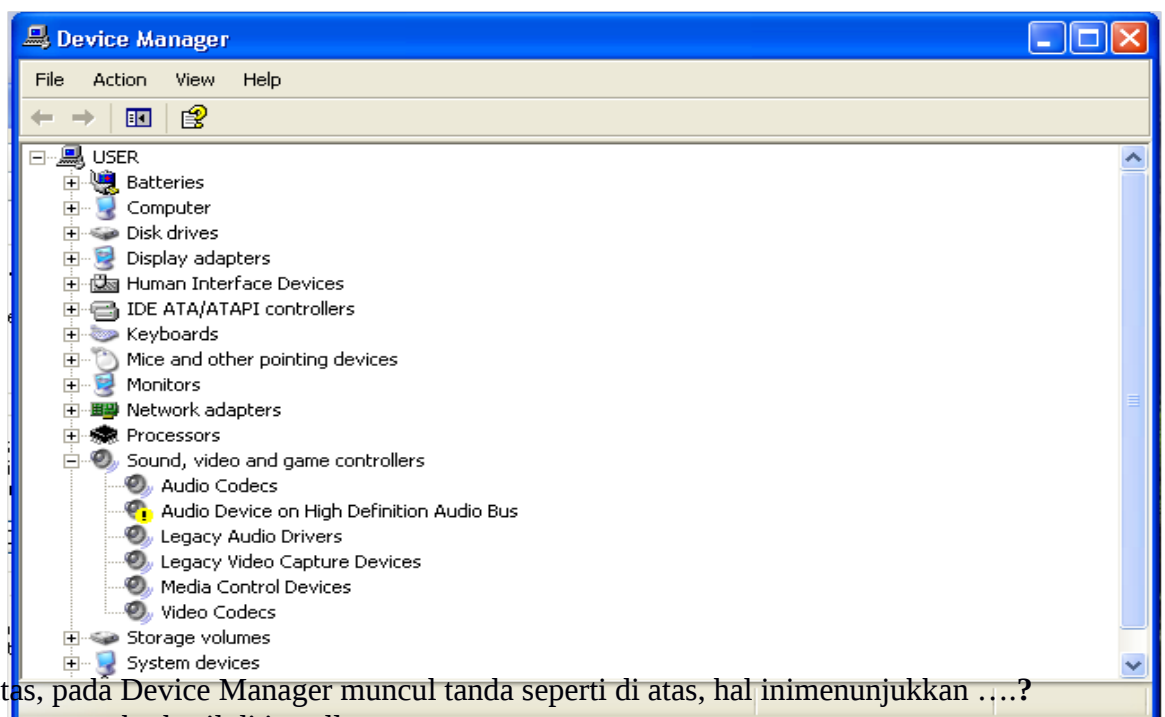 Device Manager
File Action View Help
USER
Batteries
Computer
Disk drives
Display adapters
Human Interface Devices
IDE ATA/ATAPI controllers
Keyboards
Mice and other pointing devices
Monitors
Network adapters
Processors
Sound, video and game controllers
Audio Codecs
Audio Device on High Definition Audio Bus
Legacy Audio Drivers
Legacy Video Capture Devices
Media Control Devices
Video Codecs
Storage volumes
System devices
tas, pada Device Manager muncul tanda seperti di atas, hal inimenunjukkan ….?